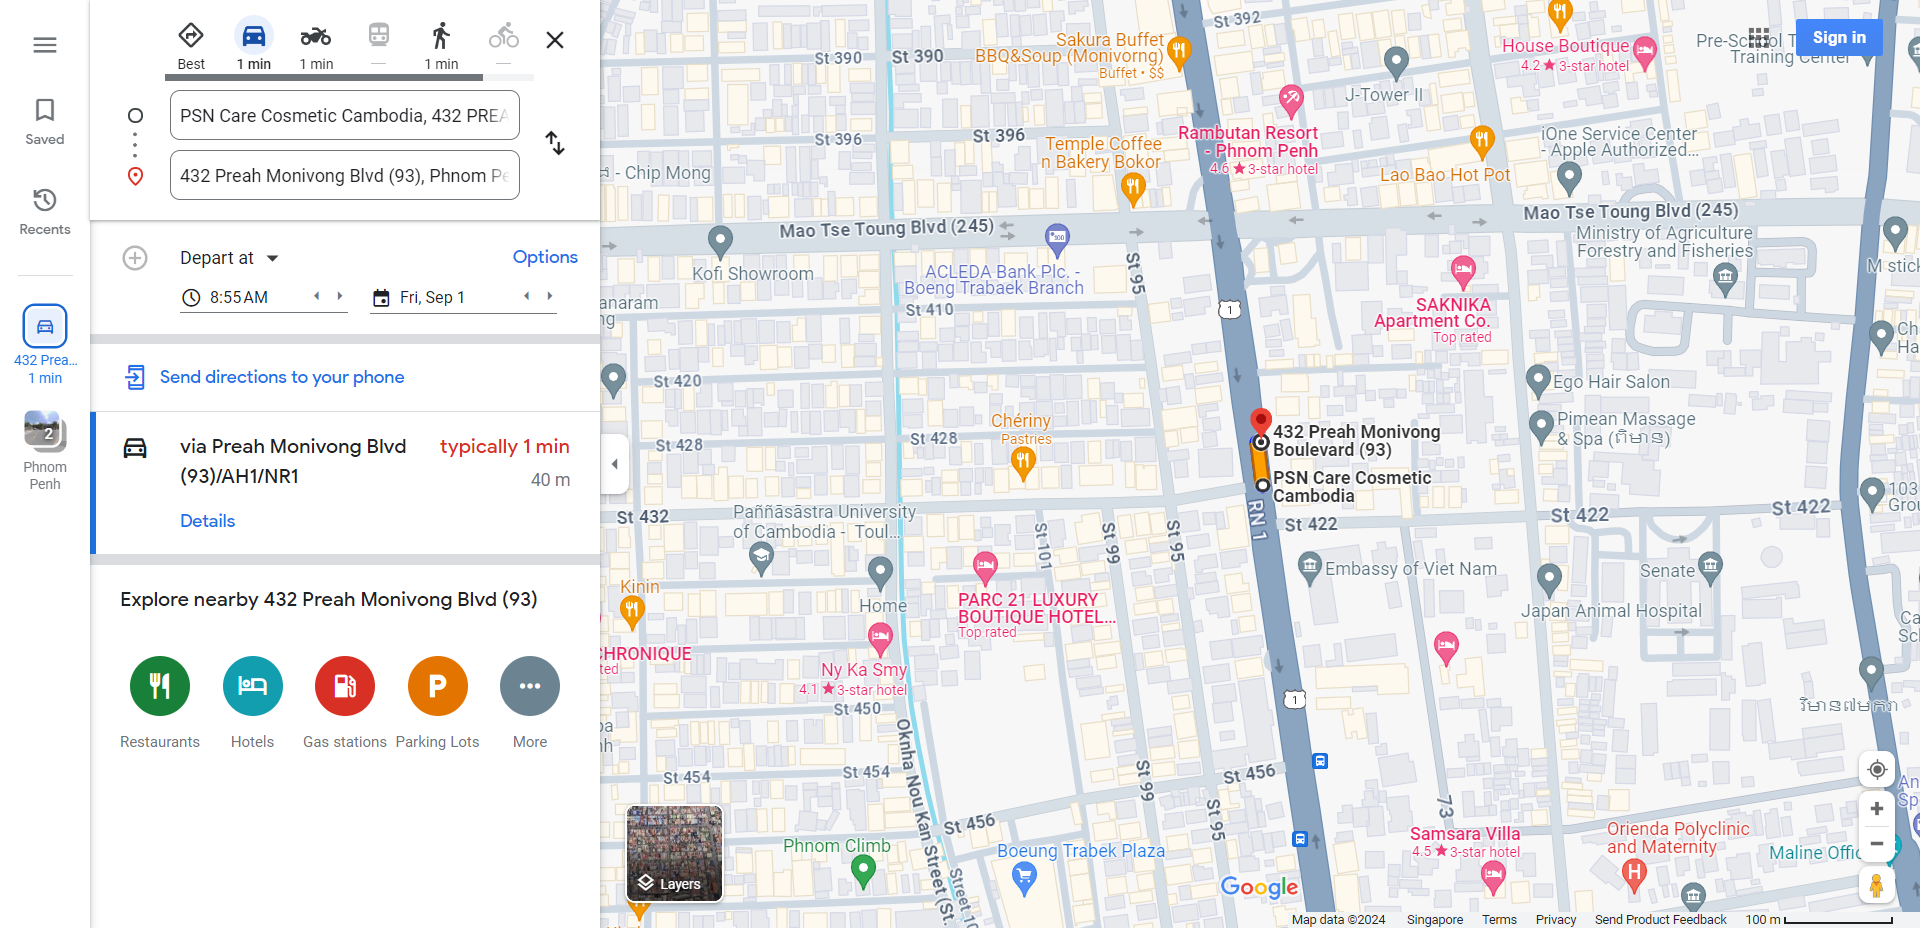 Saved
Recents
432 Prea...
1 min
2
Phnom
Penh
Best
1 min
1 min
—
1 min
—
PSN Care Cosmetic Cambodia, 432 PREA
432 Preah Monivong Blvd (93), Phnom Pe
Depart at
Options
8:55 AM
Fri, Sep 1
Send directions to your phone
via Preah Monivong Blvd
(93)/AH1/NR1
typically 1 min
40 m
Details
Explore nearby 432 Preah Monivong Blvd (93)
P
Restaurants
Hotels
Gas stations
Parking Lots
More
Sign in
St 392
Sakura Buffet
BBQ&Soup (Monivorng)
Buffet • $$
St 390
St 390
House Boutique
4.2★3-star hotel
Training Center
J-Tower II
St 396
St 396
Rambutan Resort
- Phnom Penh
4.6★3-star hotel
Temple Coffee
n Bakery Bokor
iOne Service Center
- Apple Authorized...
- Chip Mong
Lao Bao Hot Pot
Mao Tse Toung Blvd (245)
Mao Tse Toung Blvd (245)
Ministry of Agriculture
Forestry and Fisheries
Kofi Showroom
ACLEDA Bank Plc. -
Boeng Trabaek Branch
St 95
M stick
anaram
ng
St 410
1
SAKNIKA
Apartment Co.
Top rated
Ch
Ha
St 420
Ego Hair Salon
Chériny
Pastries
Pimean Massage
& Spa (ពិមាន)
St 428
St 428
432 Preah Monivong
Boulevard (93)
PSN Care Cosmetic
Cambodia
103
Grou
St 432
RN 1
St 422
St 422
St 422
Paññāsāstra University
of Cambodia - Toul...
St 101
St 99
St 95
Embassy of Viet Nam
Senate
Kinin
Home
PARC 21 LUXURY
BOUTIQUE HOTEL...
Top rated
Japan Animal Hospital
Ca
Sc
CHRONIQUE
ted
Ny Ka Smy
4.1★3-star hotel
St 450
1
វិមាន៧មករា
St 454
St 454
St 456
St 99
St 95
Oknha Nou Kan Street (St.
St 456
73
An
Sp
Phnom Climb
Boeung Trabek Plaza
Samsara Villa
4.5★3-star hotel
Orienda Polyclinic
and Maternity
H
Maline Offic
Layers
Google
Map data ©2024
Singapore
Terms
Privacy
Send Product Feedback
100 m